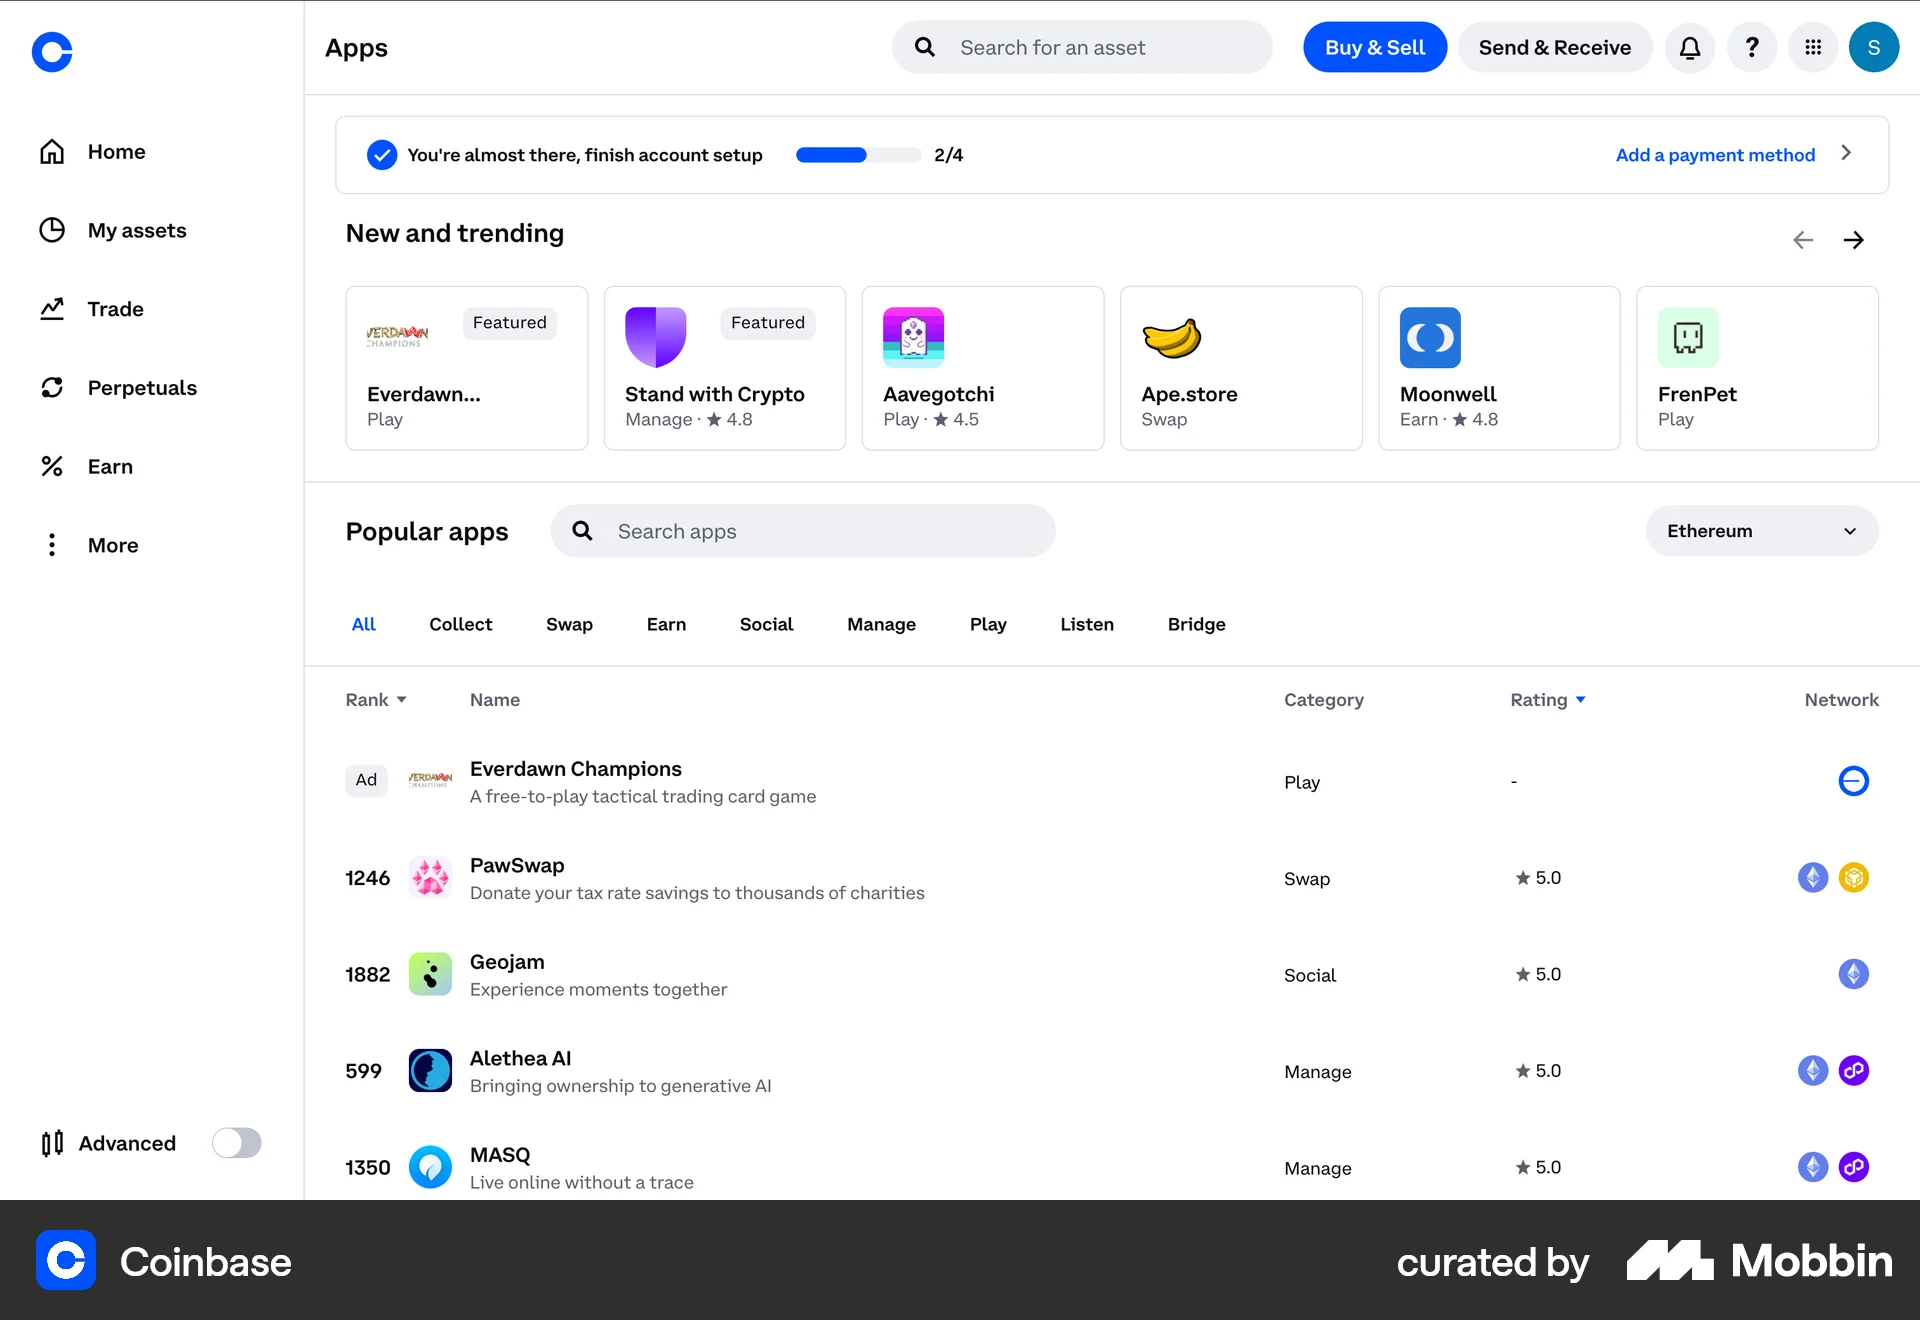 Apps
Search for an asset
Buy & Sell
Send & Receive
?
S
Home
My assets
Trade
Perpetuals
Earn
More
Advanced
You're almost there, finish account setup
2/4
Add a payment method
New and trending
VERDAWN
CHAMPIONS
Featured
Everdawn...
Play
Featured
Stand with Crypto
Manage · ★ 4.8
Aavegotchi
Play · ★ 4.5
Ape.store
Swap
Moonwell
Earn · ★ 4.8
FrenPet
Play
Popular apps
Search apps
Ethereum
All Collect Swap Earn Social Manage Play Listen Bridge
Rank Name Category Rating Network
Ad
VERDAWN
CHAMPIONS
Everdawn Champions
A free-to-play tactical trading card game
Play
-
1246
PawSwap
Donate your tax rate savings to thousands of charities
Swap
★ 5.0
1882
Geojam
Experience moments together
Social
★ 5.0
599
Alethea AI
Bringing ownership to generative AI
Manage
★ 5.0
1350
MASQ
Live online without a trace
Manage
★ 5.0
Coinbase
curated by
Mobbin